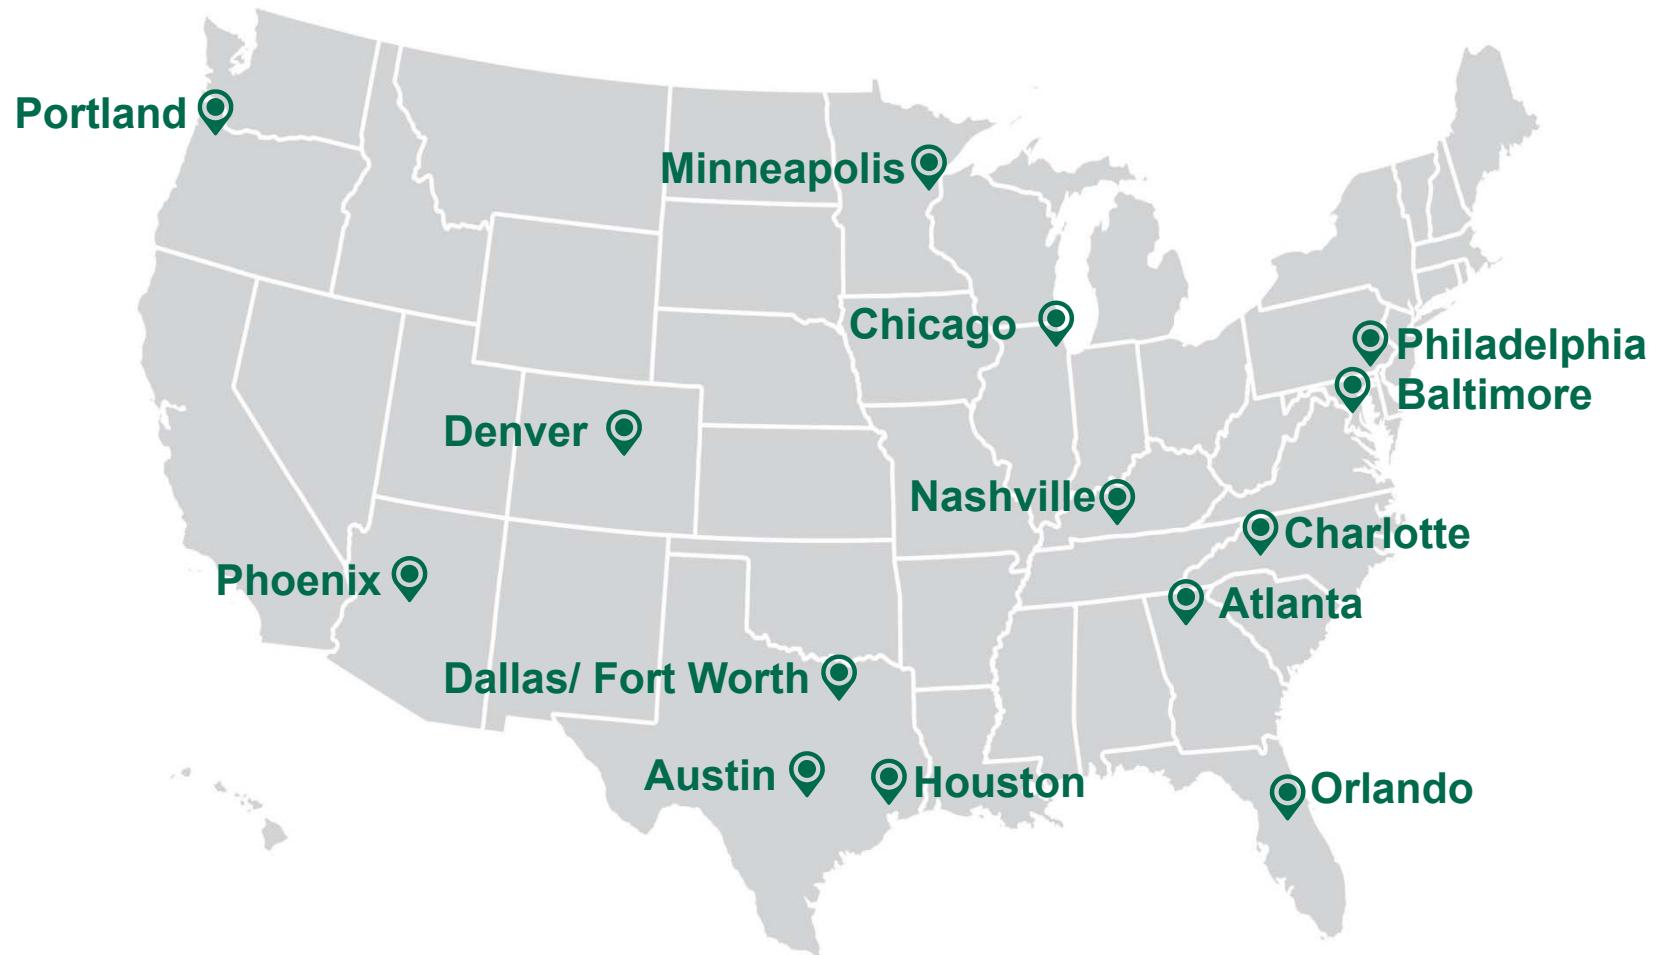 Portland
Minneapolis
Chicago
Philadelphia
Baltimore
Denver
Nashville
Charlotte
Phoenix
Atlanta
Dallas/ Fort Worth
Austin
Houston
Orlando